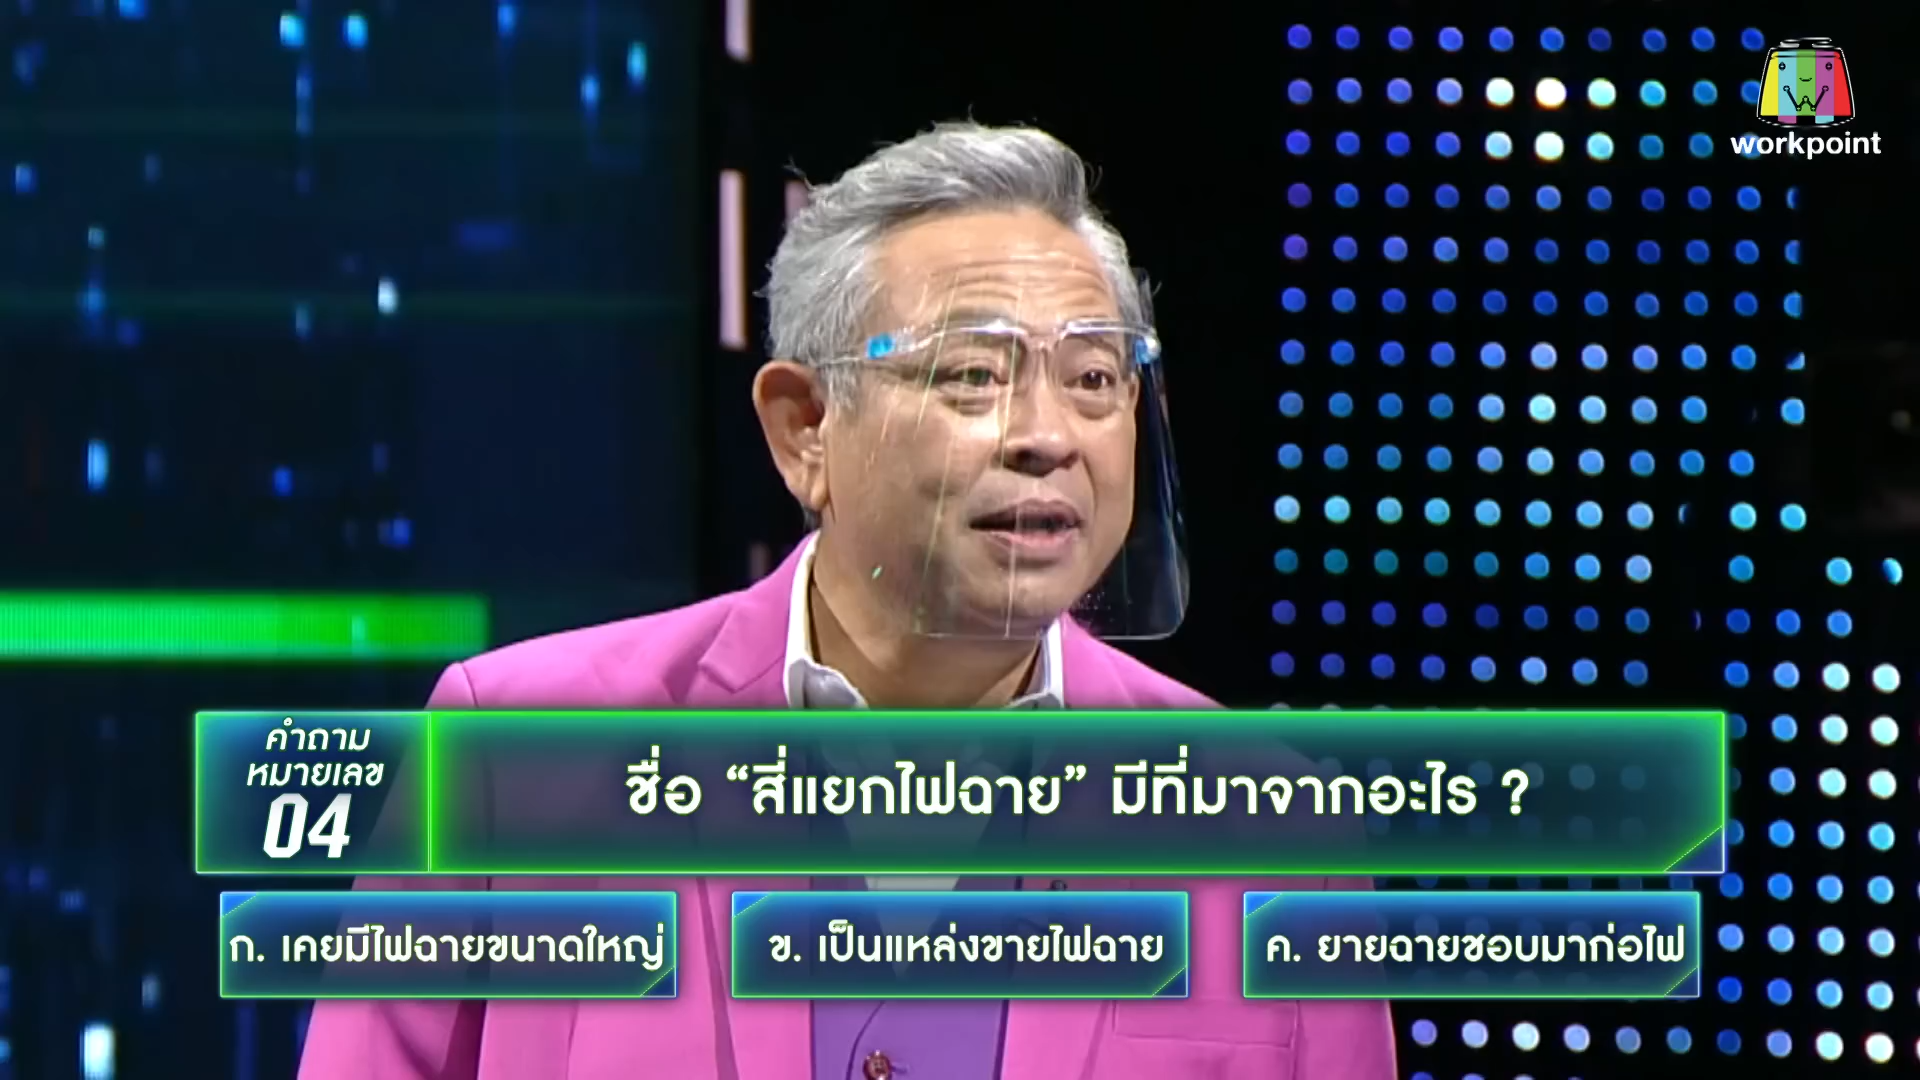 workpoint
คำถาม
หมายเลข
04
ชื่อ “สี่แยกไฟฉาย” มีที่มาจากอะไร ?
ก. เคยมีไฟฉายขนาดใหญ่
ข. เป็นแหล่งขายไฟฉาย
ค. ยายฉายชอบมาก่อไฟ